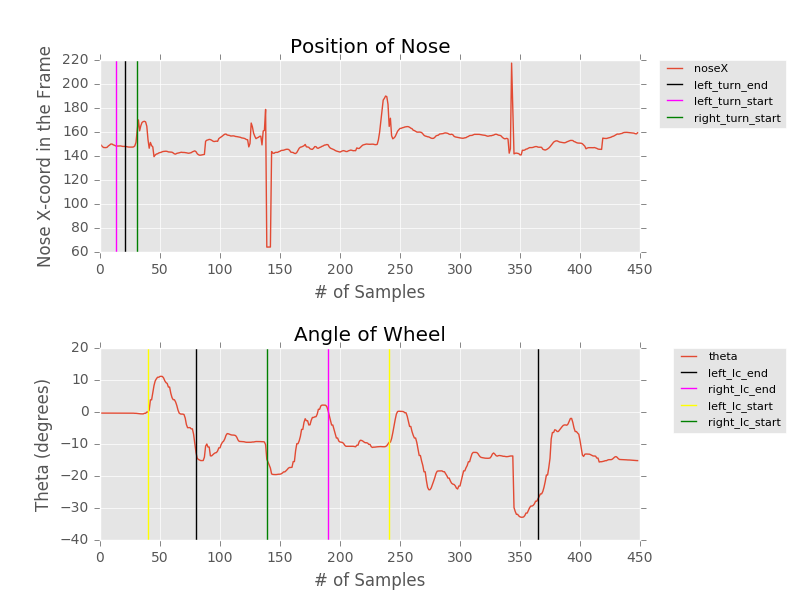 Position of Nose
Nose X-coord in the Frame
220
200
180
160
140
120
100
80
60
0 50 100 150 200 250 300 350 400 450
# of Samples
noseX
left_turn_end
left_turn_start
right_turn_start
Angle of Wheel
Theta (degrees)
20
10
0
−10
−20
−30
−40
0 50 100 150 200 250 300 350 400 450
# of Samples
theta
left_lc_end
right_lc_end
left_lc_start
right_lc_start